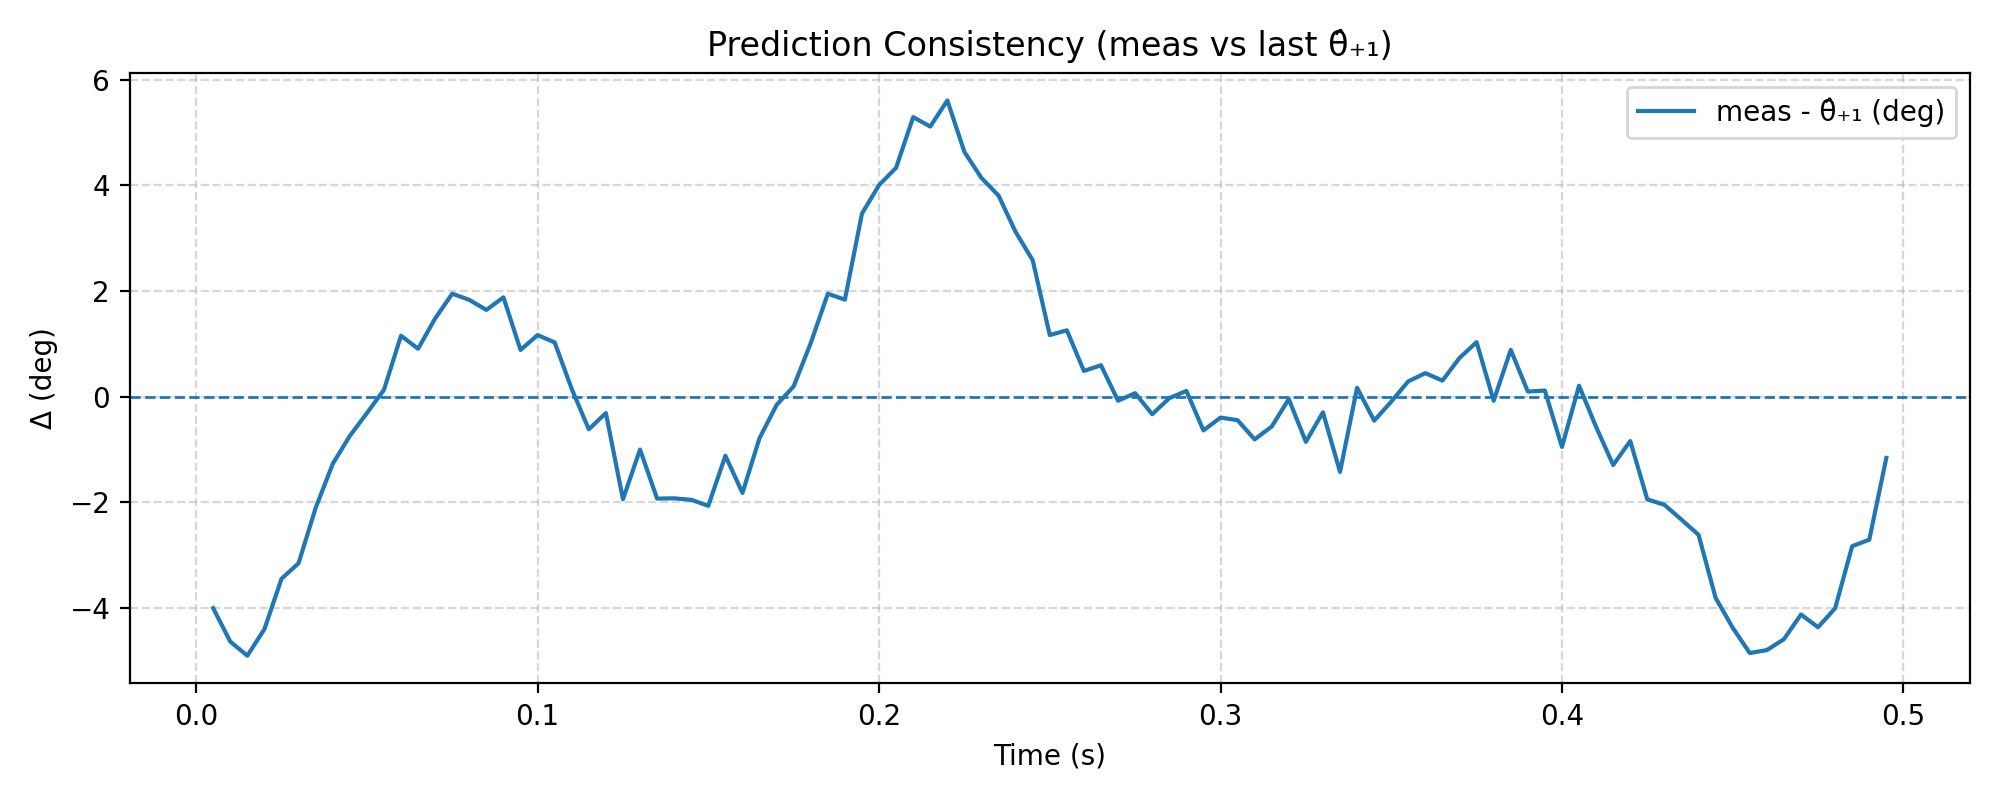 Prediction Consistency (meas vs last θ̂₊₁)
meas - θ̂₊₁ (deg)
Δ (deg)
6
4
2
0
−2
−4
0.0 0.1 0.2 0.3 0.4 0.5
Time (s)